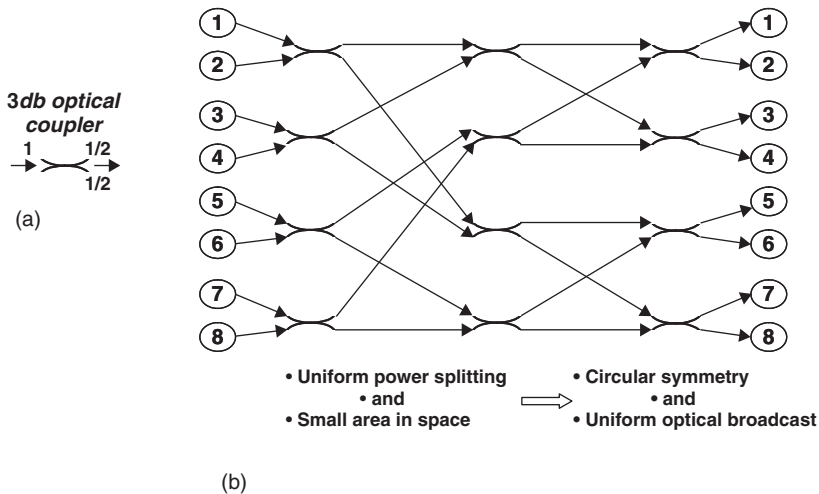 3db optical
coupler
1
1/2
1/2
(a)
1
2
3
4
5
6
7
8
1
2
3
4
5
6
7
8
• Uniform power splitting
• and
• Small area in space
• Circular symmetry
• and
• Uniform optical broadcast
(b)